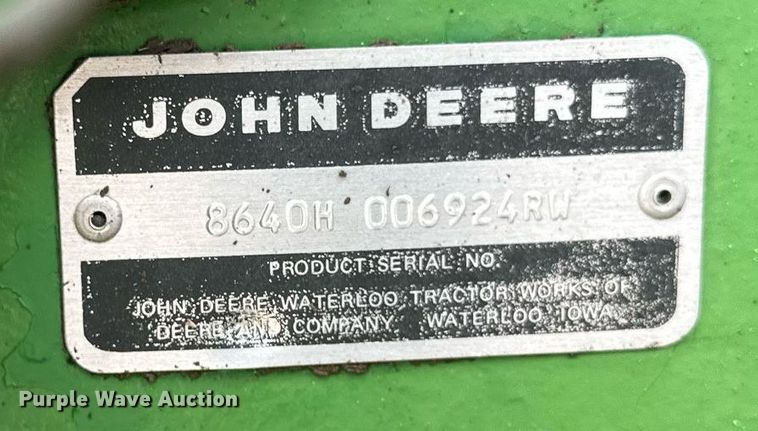 JOHN DEERE
8640H 006924RW
PRODUCT SERIAL NO.
JOHN DEERE WATERLOO TRACTOR WORKS OF
DEERE AND COMPANY WATERLOO, IOWA
Purple Wave Auction